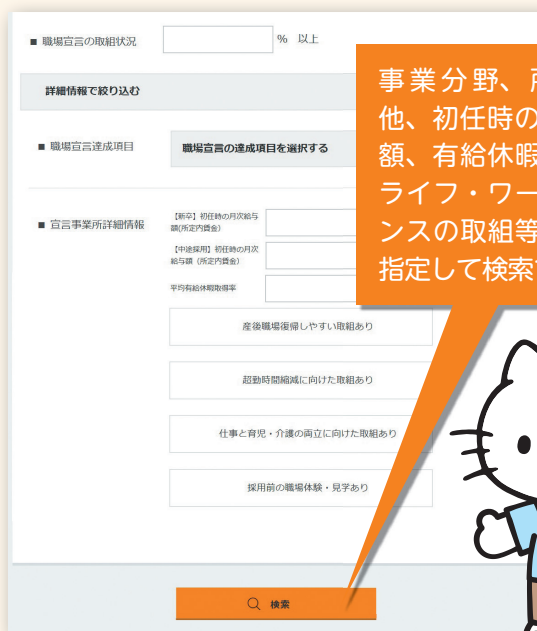 ■ 職場宣言の取組状況
% 以上
詳細情報で絞り込む
■ 職場宣言達成項目
職場宣言の達成項目を選択する
■ 宣言事業所詳細情報
【新卒】初任時の月次給与
額(所定内賃金)
【中途採用】初任時の月次
給与額（所定内賃金）
平均有給休暇取得率
産後職場復帰しやすい取組あり
超勤時間縮減に向けた取組あり
仕事と育児・介護の両立に向けた取組あり
採用前の職場体験・見学あり
検索
事業分野、
他、初任時の
額、有給休暇
ライフ・ワー
ンスの取組等
指定して検索